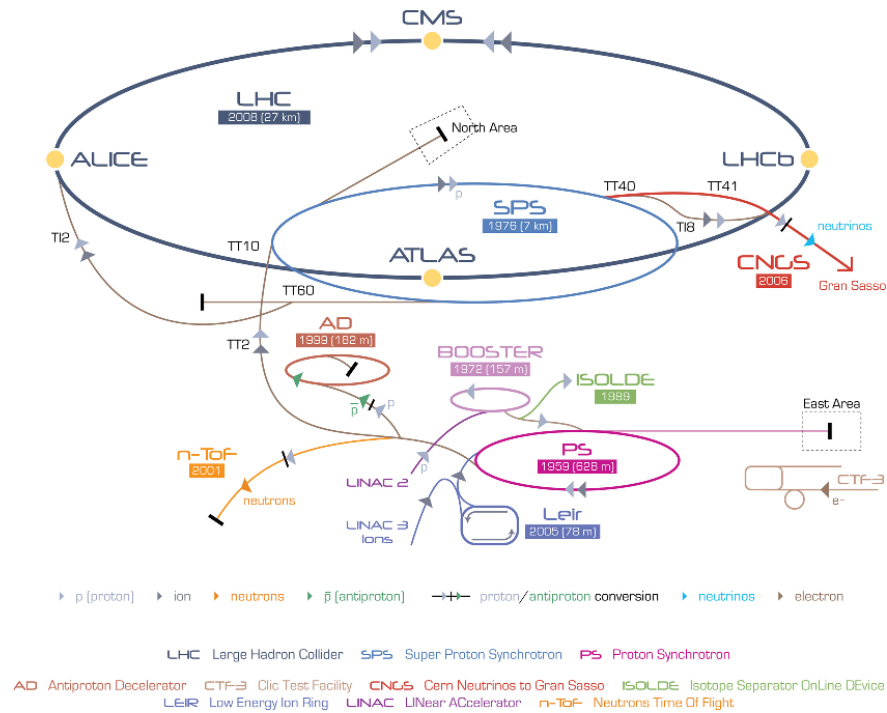 CMS
LHC
2008 (27 km)
North Area
ALICE
LHCb
TT40
TT41
SPS
1976 (7 km)
p
TI8
neutrinos
TI2
TT10
ATLAS
CNGS
2006
Gran Sasso
TT60
AD
1999 (182 m)
TT2
BOOSTER
1972 (157 m)
ISOLDE
1989
p̅
p
East Area
n-ToF
2001
PS
1959 (628 m)
p
LINAC 2
neutrons
CTF-3
e-
LINAC 3
Ions
Leir
2005 (78 m)
p (proton) ion neutrons p̅ (antiproton) proton/antiproton conversion neutrinos electron
LHC Large Hadron Collider SPS Super Proton Synchrotron PS Proton Synchrotron
AD Antiproton Decelerator CTF-3 Clic Test Facility CNGS Cern Neutrinos to Gran Sasso ISOLDE Isotope Separator OnLine DEvice
LEIR Low Energy Ion Ring LINAC LINear ACcelerator n-ToF Neutrons Time Of Flight